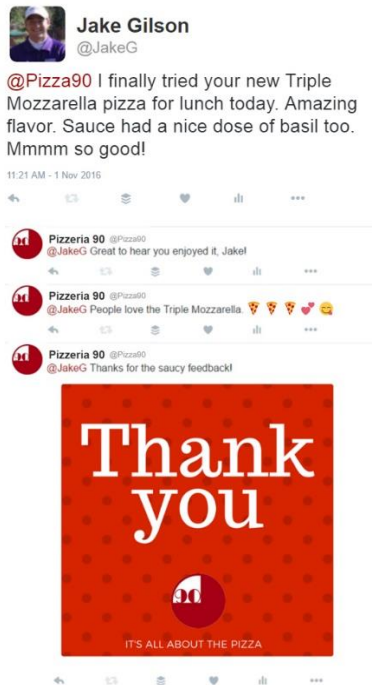 Jake Gilson
@JakeG
@Pizza90 I finally tried your new Triple
Mozzarella pizza for lunch today. Amazing
flavor. Sauce had a nice dose of basil too.
Mmmm so good!
11:21 AM - 1 Nov 2016
90
Pizzeria 90 @Pizza90
@JakeG Great to hear you enjoyed it, Jake!
90
Pizzeria 90 @Pizza90
@JakeG People love the Triple Mozzarella. 🍕 🍕 🍕 💕 😋
90
Pizzeria 90 @Pizza90
@JakeG Thanks for the saucy feedback!
Thank
you
90
IT'S ALL ABOUT THE PIZZA